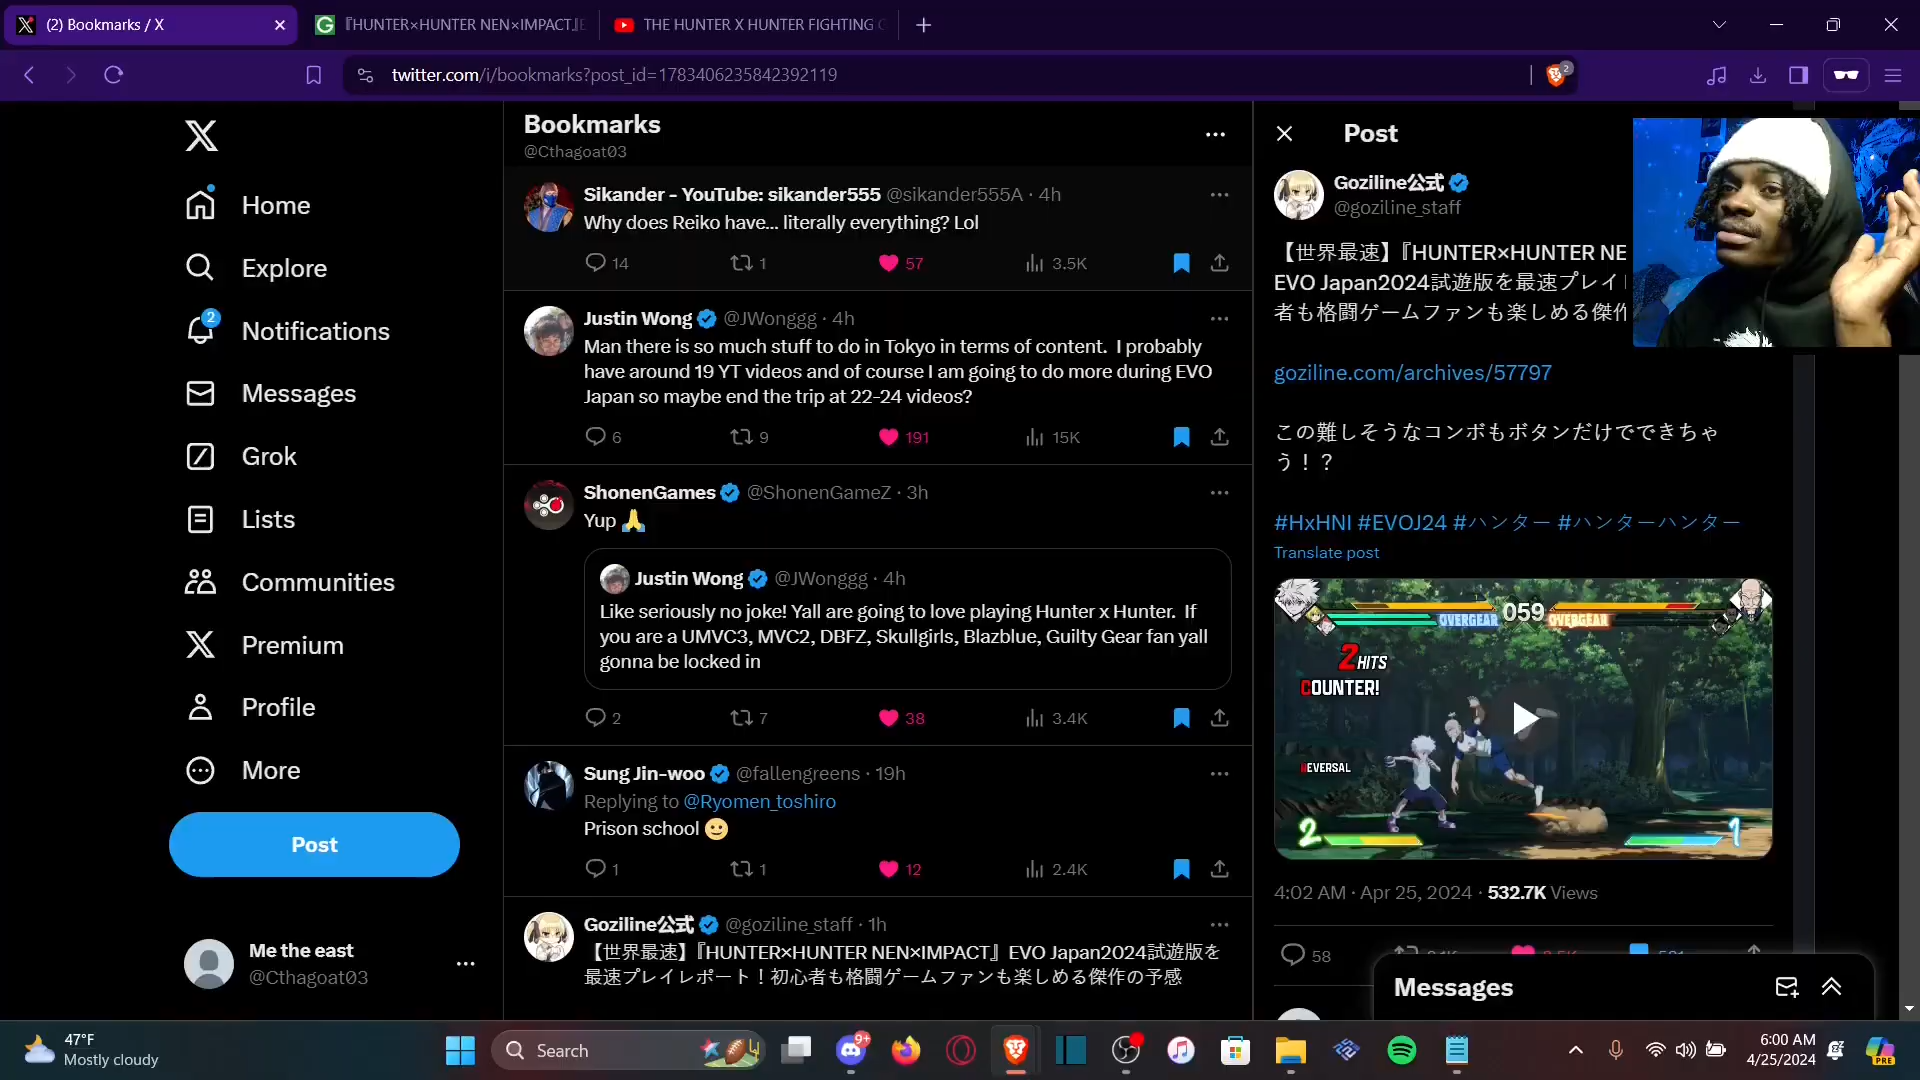 (2) Bookmarks / X
『HUNTER×HUNTER NEN×IMPACT』E
THE HUNTER X HUNTER FIGHTING
twitter.com/i/bookmarks?post_id=1783406235842392119
2
Home
Explore
2
Notifications
Messages
Grok
Lists
Communities
Premium
Profile
More
Post
Me the east
@Cthagoat03
Bookmarks
@Cthagoat03
Sikander - YouTube: sikander555 @sikander555A · 4h
Why does Reiko have... literally everything? Lol
14 1 57 3.5K
Justin Wong @JWonggg · 4h
Man there is so much stuff to do in Tokyo in terms of content. I probably
have around 19 YT videos and of course I am going to do more during EVO
Japan so maybe end the trip at 22-24 videos?
6 9 191 15K
ShonenGames @ShonenGameZ · 3h
Yup 🙏
Justin Wong @JWonggg · 4h
Like seriously no joke! Yall are going to love playing Hunter x Hunter. If
you are a UMVC3, MVC2, DBFZ, Skullgirls, Blazblue, Guilty Gear fan yall
gonna be locked in
2 7 38 3.4K
Sung Jin-woo @fallengreens · 19h
Replying to @Ryomen_toshiro
Prison school
1 1 12 2.4K
Goziline公式 @goziline_staff · 1h
【世界最速】『HUNTER×HUNTER NEN×IMPACT』EVO Japan2024試遊版を
最速プレイレポート！初心者も格闘ゲームファンも楽しめる傑作の予感
Post
Goziline公式
@goziline_staff
【世界最速】『HUNTER×HUNTER NE
EVO Japan2024試遊版を最速プレイ
者も格闘ゲームファンも楽しめる傑作
goziline.com/archives/57797
この難しそうなコンボもボタンだけでできちゃ
う！？
#HxHNI #EVOJ24 #ハンター #ハンターハンター
Translate post
059
OVERGEAR OVERGEAR
2 HITS
COUNTER!
REVERSAL
2 1
4:02 AM · Apr 25, 2024 · 532.7K Views
58
Messages
47°F
Mostly cloudy
Search
9+
6:00 AM
4/25/2024
PRE